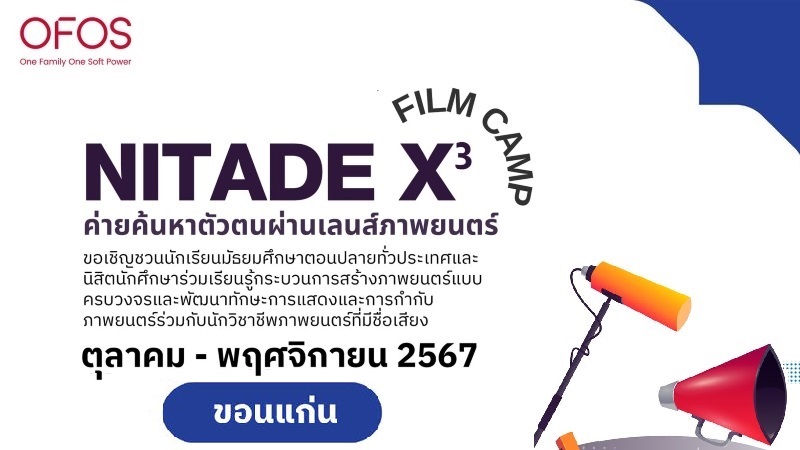 OFOS
One Family One Soft Power
FILM CAMP
NITADE X³
ค่ายค้นหาตัวตนผ่านเลนส์ภาพยนตร์
ขอเชิญชวนนักเรียนมัธยมศึกษาตอนปลายทั่วประเทศและ
นิสิตนักศึกษาร่วมเรียนรู้กระบวนการสร้างภาพยนตร์แบบ
ครบวงจรและพัฒนาทักษะการแสดงและการกำกับ
ภาพยนตร์ร่วมกับนักวิชาชีพภาพยนตร์ที่มีชื่อเสียง
ตุลาคม - พฤศจิกายน 2567
ขอนแก่น